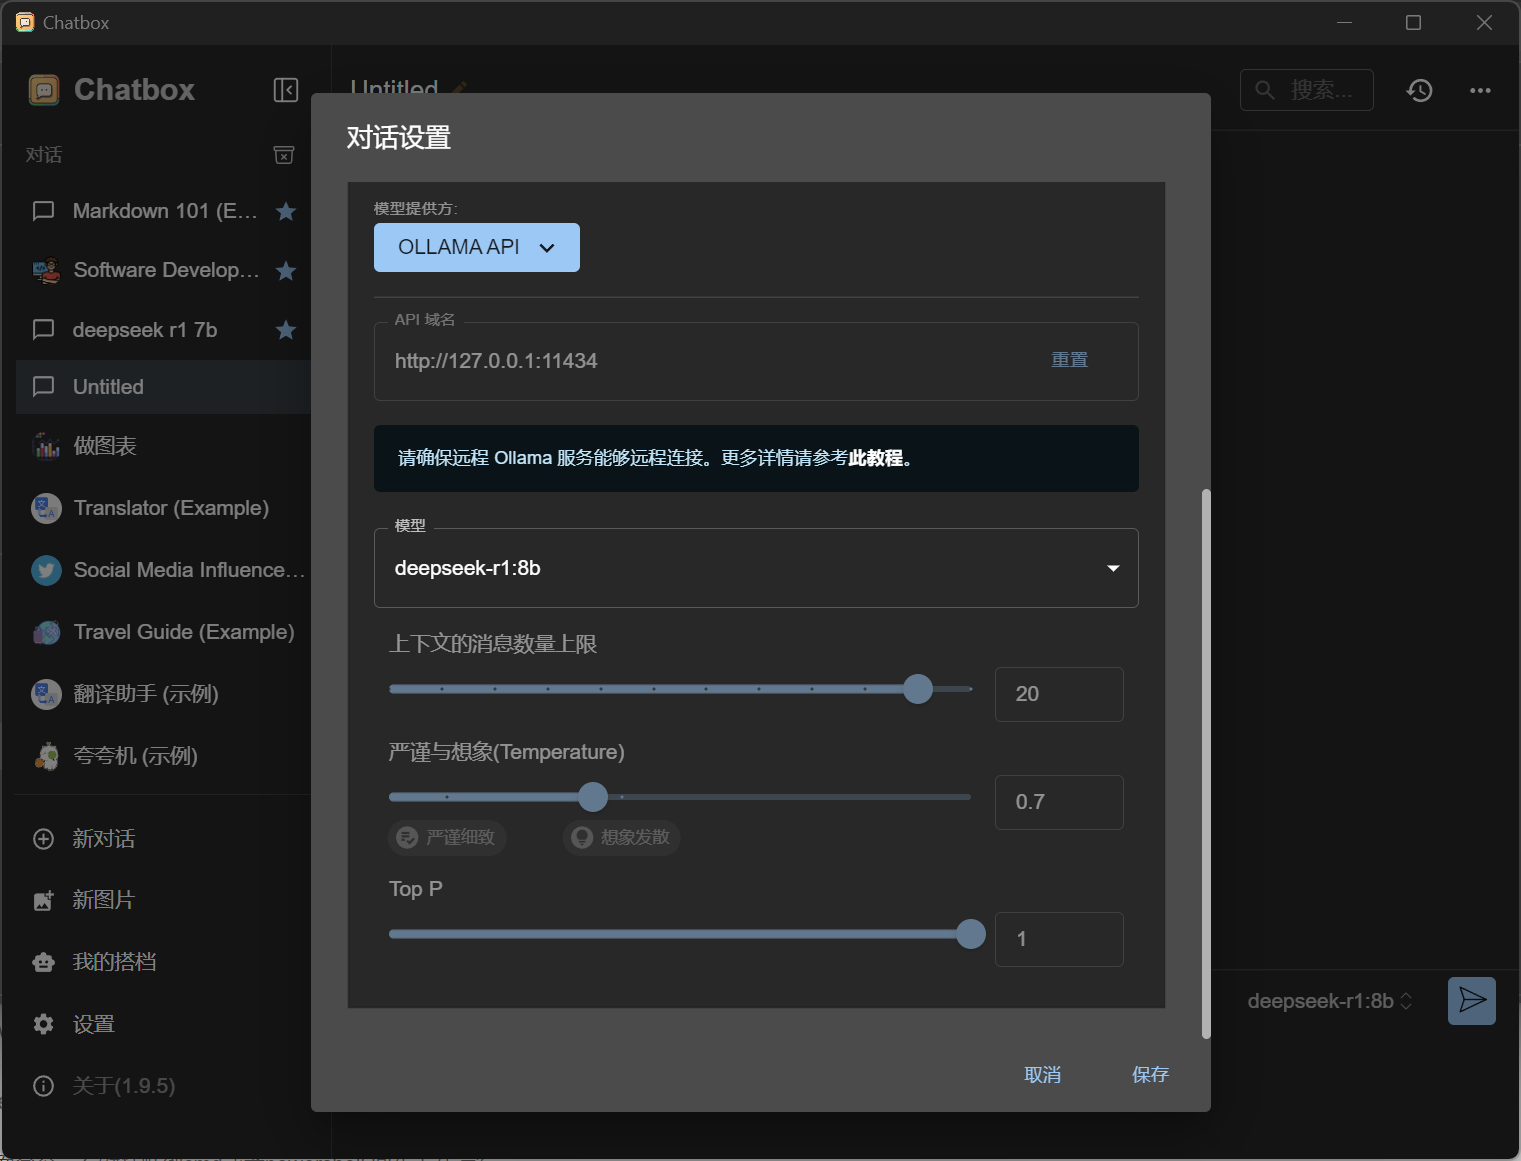 Chatbox
Chatbox
Untitled
搜索...
对话
对话设置
Markdown 101 (E...
Software Develop...
deepseek r1 7b
Untitled
做图表
Translator (Example)
Social Media Influence...
Travel Guide (Example)
翻译助手 (示例)
夸夸机 (示例)
新对话
新图片
我的搭档
设置
关于(1.9.5)
模型提供方:
OLLAMA API
API 域名
http://127.0.0.1:11434
重置
请确保远程 Ollama 服务能够远程连接。更多详情请参考此教程。
模型
deepseek-r1:8b
上下文的消息数量上限
20
严谨与想象(Temperature)
0.7
严谨细致
想象发散
Top P
1
取消
保存
deepseek-r1:8b